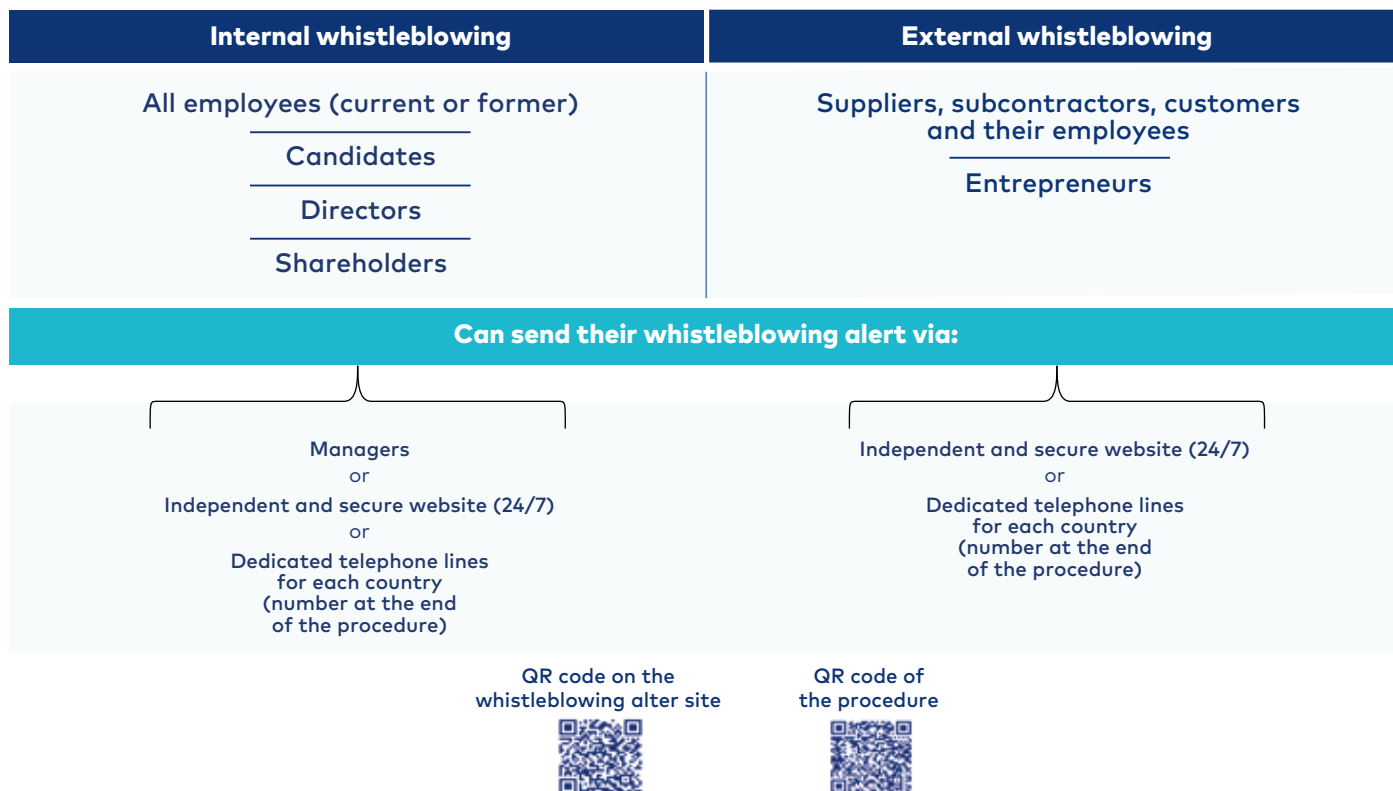 Internal whistleblowing
External whistleblowing
All employees (current or former)
Candidates
Directors
Shareholders
Suppliers, subcontractors, customers
and their employees
Entrepreneurs
Can send their whistleblowing alert via:
Managers
or
Independent and secure website (24/7)
or
Dedicated telephone lines
for each country
(number at the end
of the procedure)
Independent and secure website (24/7)
or
Dedicated telephone lines
for each country
(number at the end
of the procedure)
QR code on the
whistleblowing alter site
QR code of
the procedure